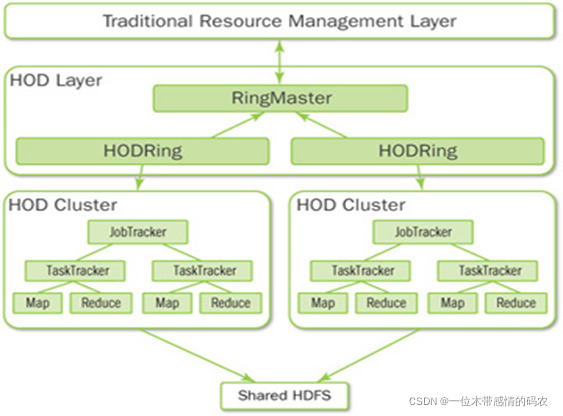 Traditional Resource Management Layer
HOD Layer
RingMaster
HODRing
HODRing
HOD Cluster
JobTracker
TaskTracker
TaskTracker
Map
Reduce
Map
Reduce
HOD Cluster
JobTracker
TaskTracker
TaskTracker
Map
Reduce
Map
Reduce
Shared HDFS
CSDN @一位木带感情的码农